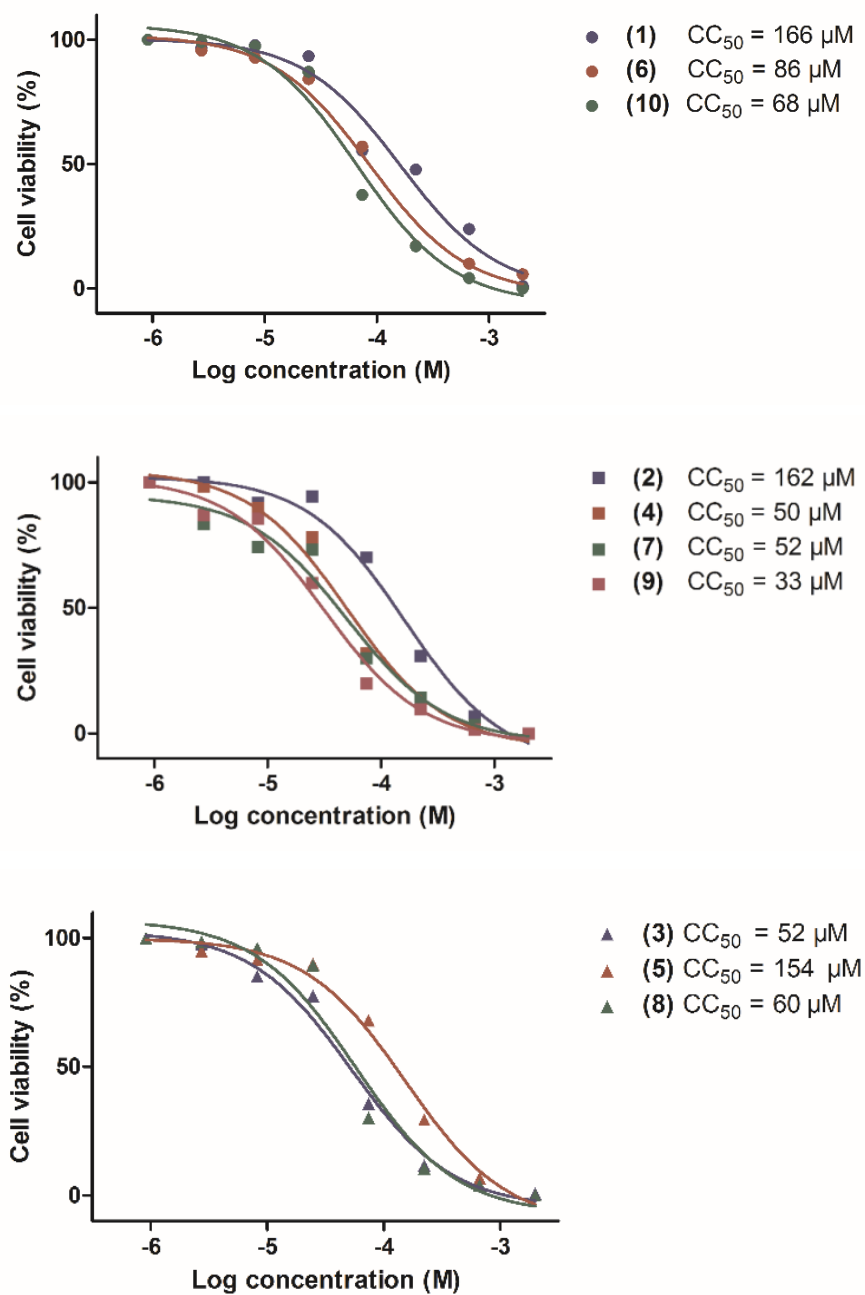 100
50
0
Cell viability (%)
-6 -5 -4 -3
Log concentration (M)
(1) CC50 = 166 µM
(6) CC50 = 86 µM
(10) CC50 = 68 µM
100
50
0
Cell viability (%)
-6 -5 -4 -3
Log concentration (M)
(2) CC50 = 162 µM
(4) CC50 = 50 µM
(7) CC50 = 52 µM
(9) CC50 = 33 µM
100
50
0
Cell viability (%)
-6 -5 -4 -3
Log concentration (M)
(3) CC50 = 52 µM
(5) CC50 = 154 µM
(8) CC50 = 60 µM